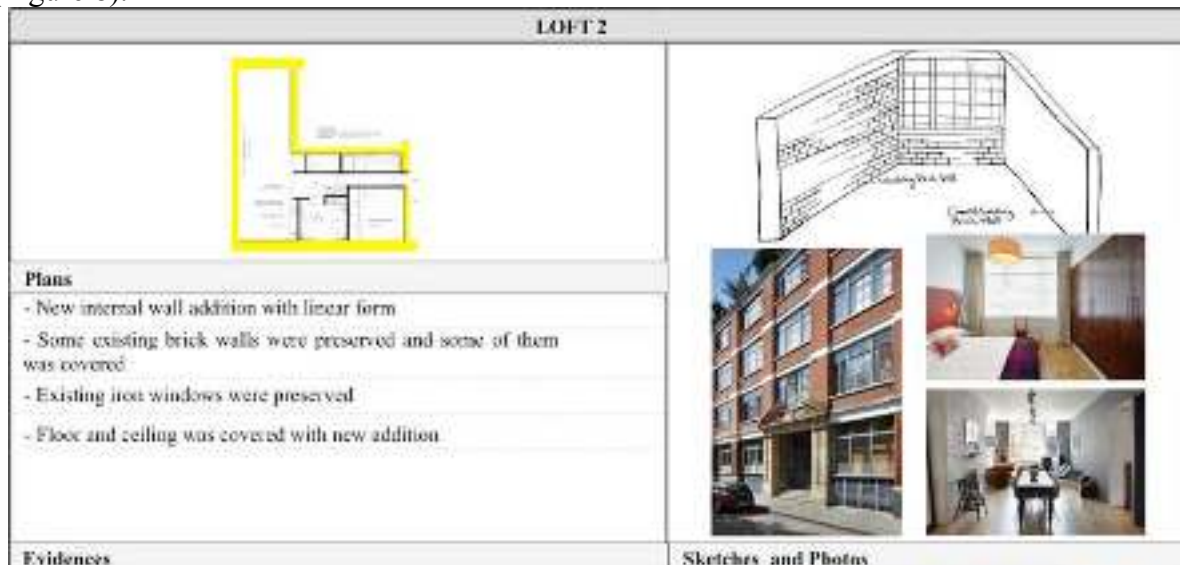 LOFT 2
Plans
- New internal wall addition with linear form
- Some existing brick walls were preserved and some of them
was covered
- Existing iron windows were preserved
- Floor and ceiling was covered with new addition
Evidences
Sketches and Photos